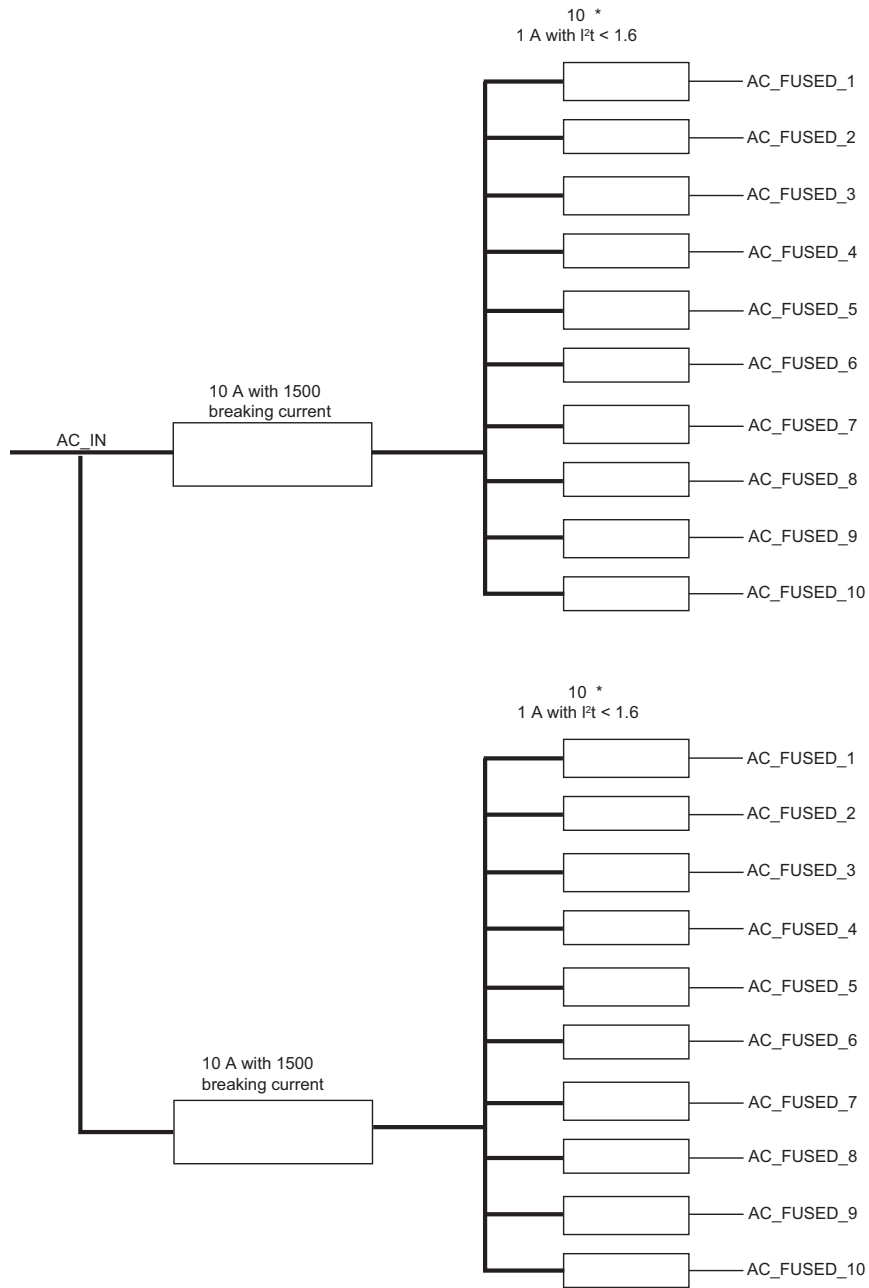 10 *
1 A with I²t < 1.6
AC_FUSED_1
AC_FUSED_2
AC_FUSED_3
AC_FUSED_4
AC_FUSED_5
AC_FUSED_6
10 A with 1500
breaking current
AC_FUSED_7
AC_IN
AC_FUSED_8
AC_FUSED_9
AC_FUSED_10
10 *
1 A with I²t < 1.6
AC_FUSED_1
AC_FUSED_2
AC_FUSED_3
AC_FUSED_4
AC_FUSED_5
AC_FUSED_6
10 A with 1500
breaking current
AC_FUSED_7
AC_FUSED_8
AC_FUSED_9
AC_FUSED_10